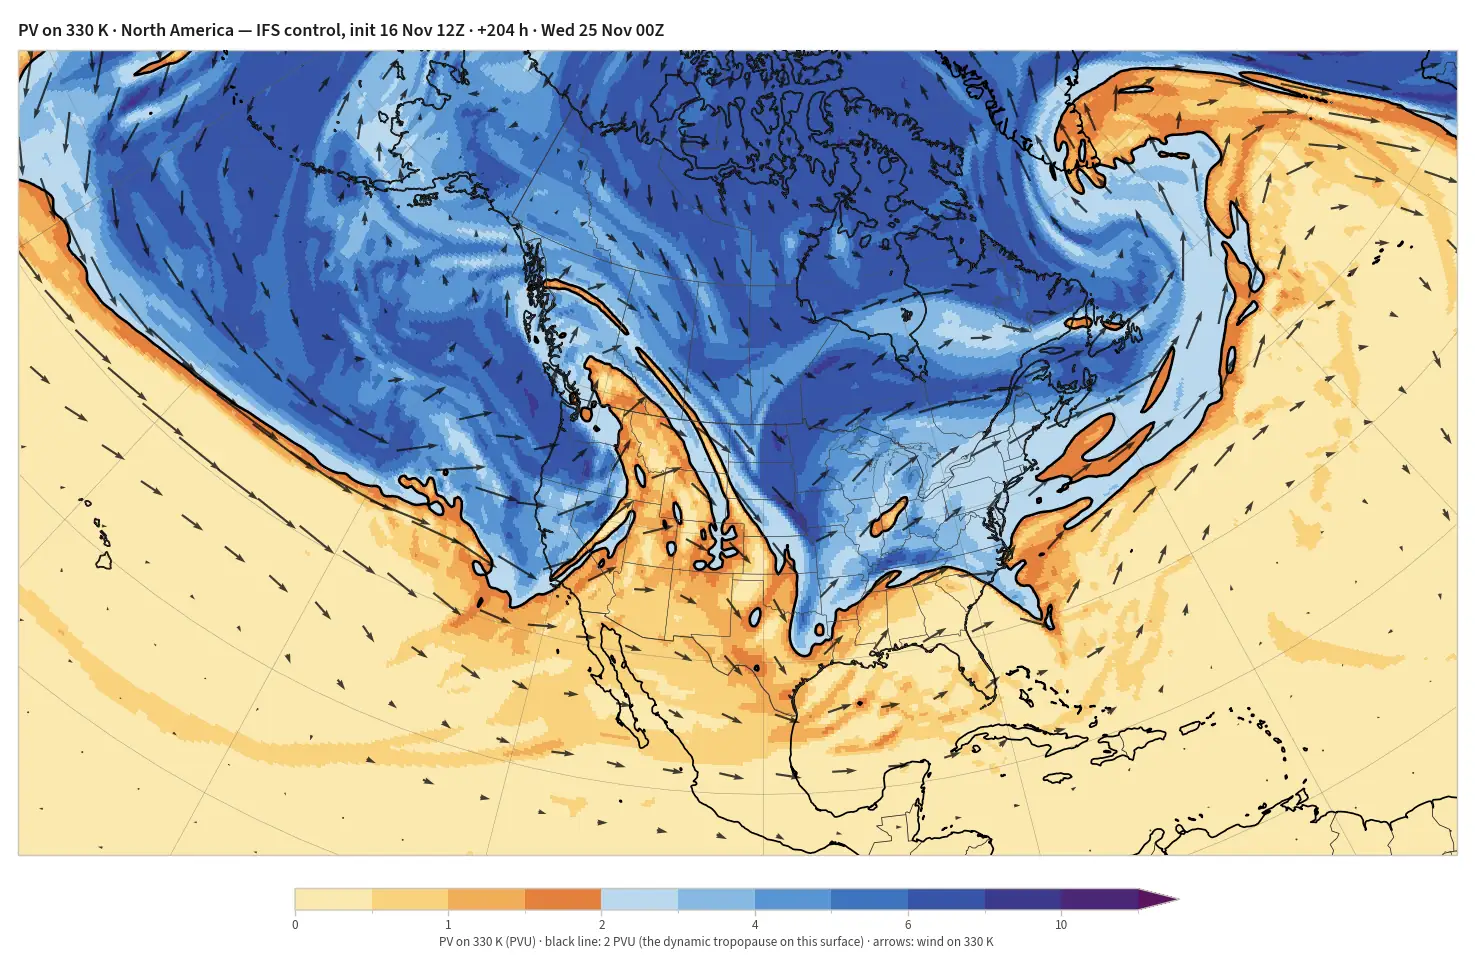 PV on 330 K · North America — IFS control, init 16 Nov 12Z · +204 h · Wed 25 Nov 00Z
0 1 2 4 6 10
PV on 330 K (PVU) · black line: 2 PVU (the dynamic tropopause on this surface) · arrows: wind on 330 K